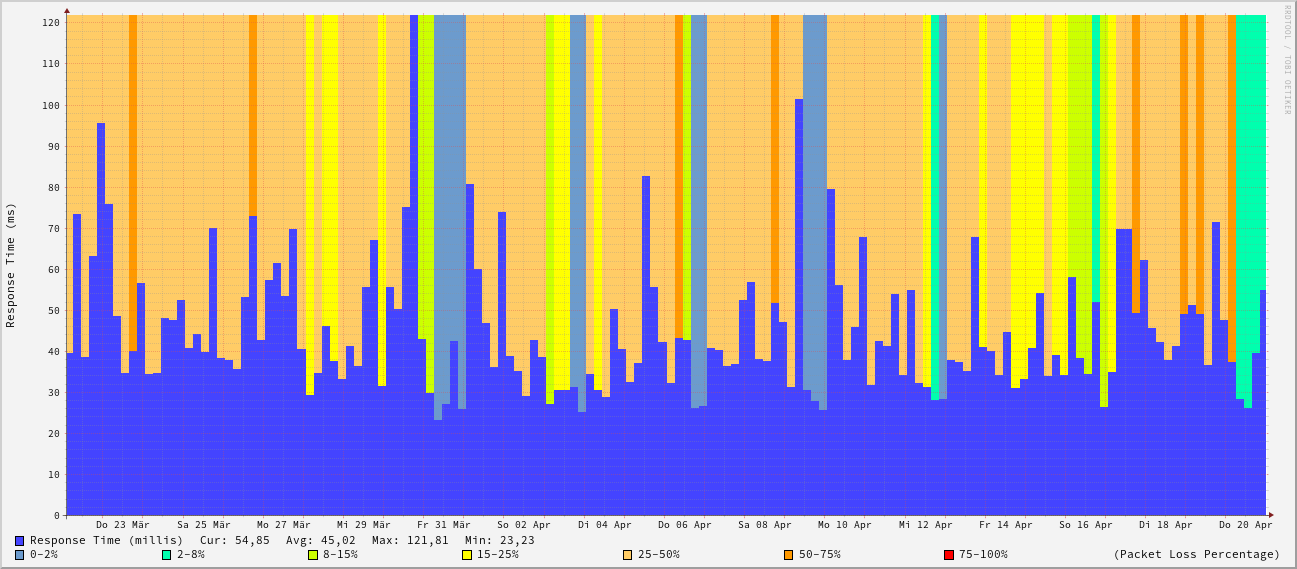 RRDTOOL / TOBI OETIKER
Response Time (ms)
120
110
100
90
80
70
60
50
40
30
20
10
0
Do 23 Mär Sa 25 Mär Mo 27 Mär Mi 29 Mär Fr 31 Mär So 02 Apr Di 04 Apr Do 06 Apr Sa 08 Apr Mo 10 Apr Mi 12 Apr Fr 14 Apr So 16 Apr Di 18 Apr Do 20 Apr
Response Time (millis) Cur: 54,85 Avg: 45,02 Max: 121,81 Min: 23,23
0-2% 2-8% 8-15% 15-25% 25-50% 50-75% 75-100% (Packet Loss Percentage)